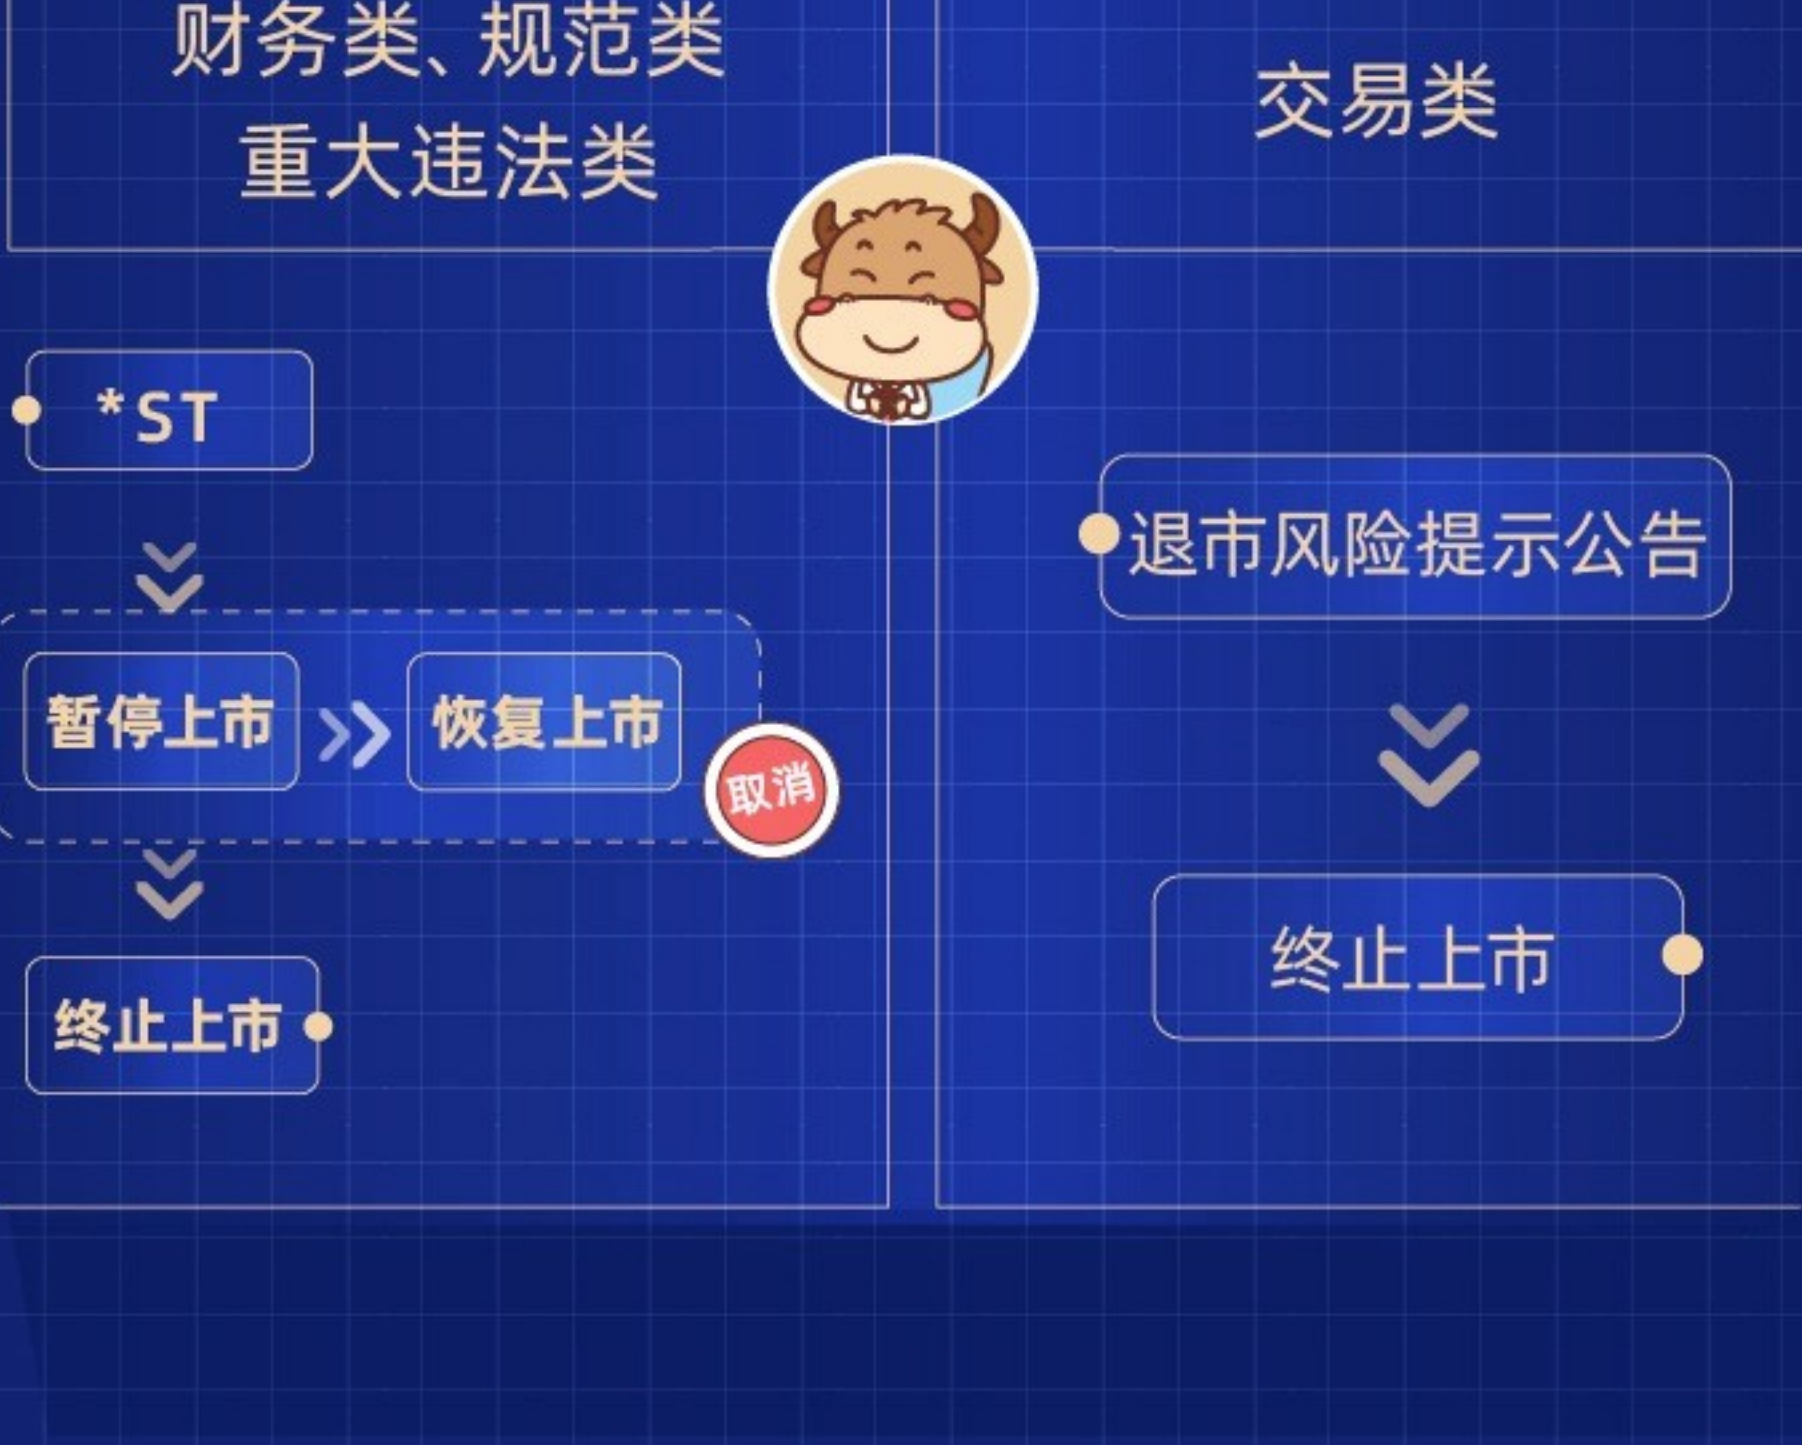 财务类、规范类
重大违法类
*ST
暂停上市
恢复上市
取消
终止上市
交易类
退市风险提示公告
终止上市